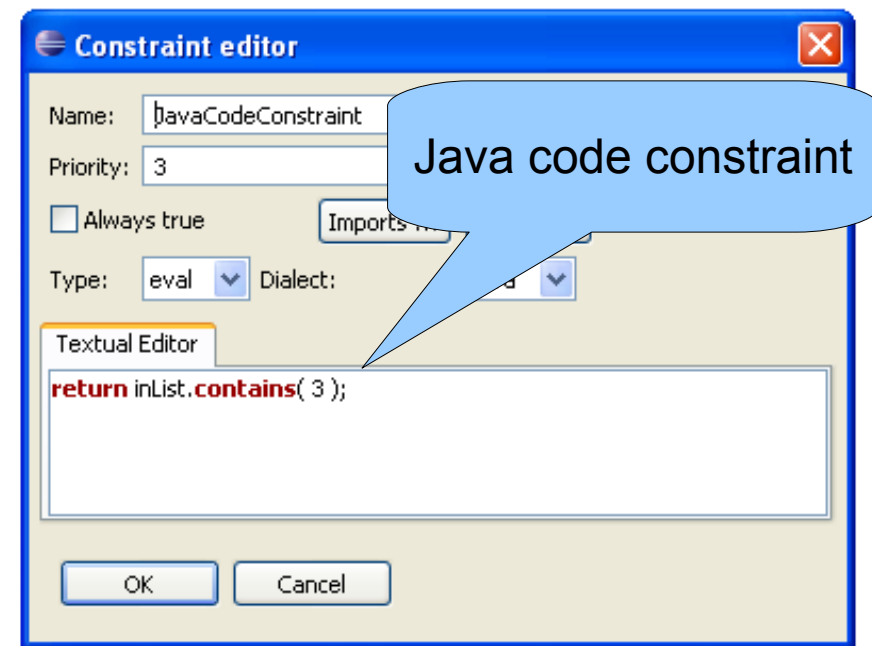 Constraint editor
Name: JavaCodeConstraint
Java code constraint
Priority: 3
Always true
Imports
Type: eval Dialect:
Textual Editor
return inList.contains( 3 );
OK Cancel